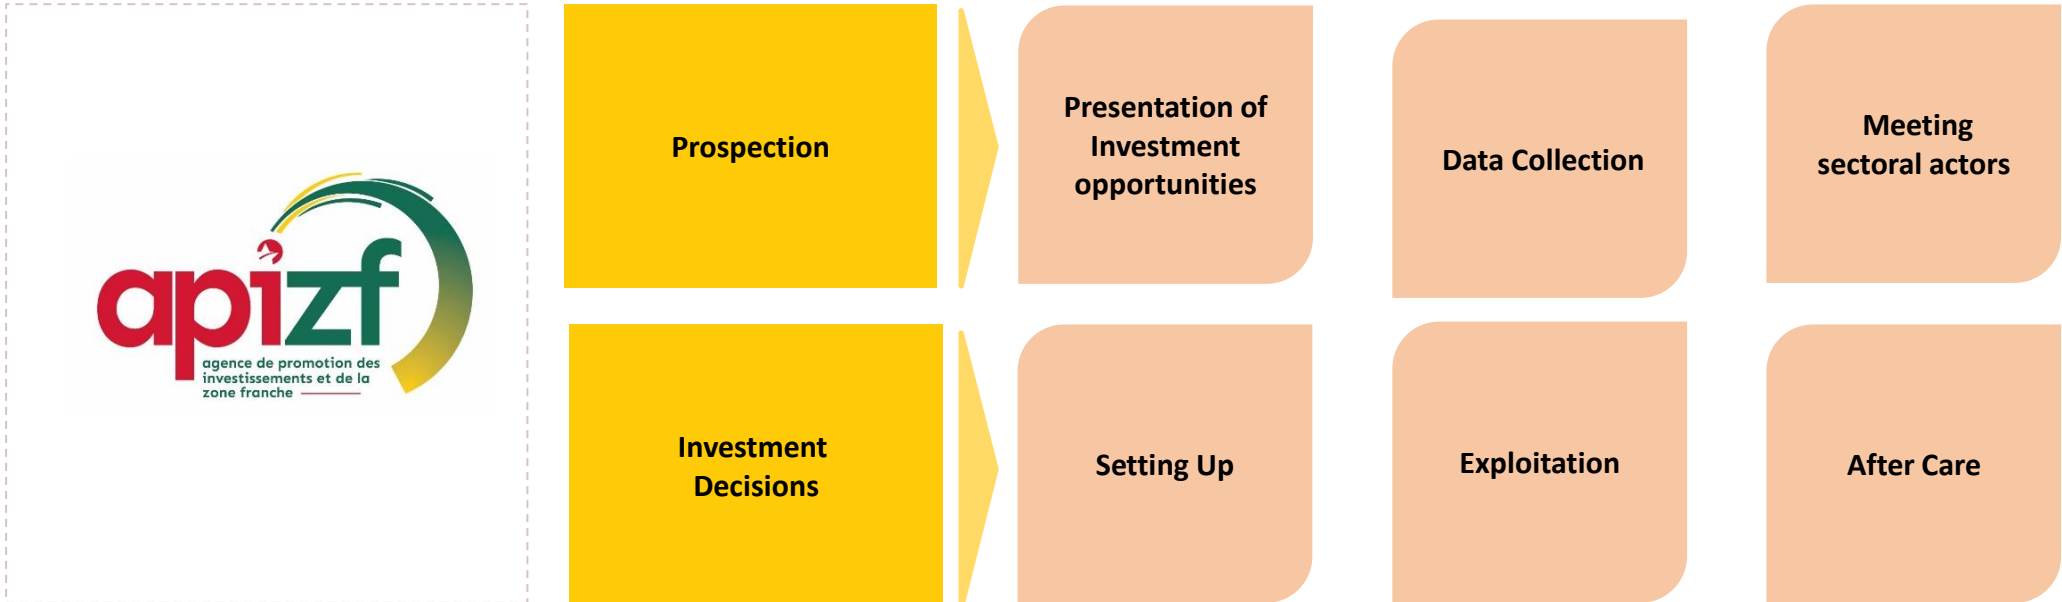 apizf
agence de promotion des
investissements et de la
zone franche
Prospection
Presentation of
Investment
opportunities
Data Collection
Meeting
sectoral actors
Investment
Decisions
Setting Up
Exploitation
After Care